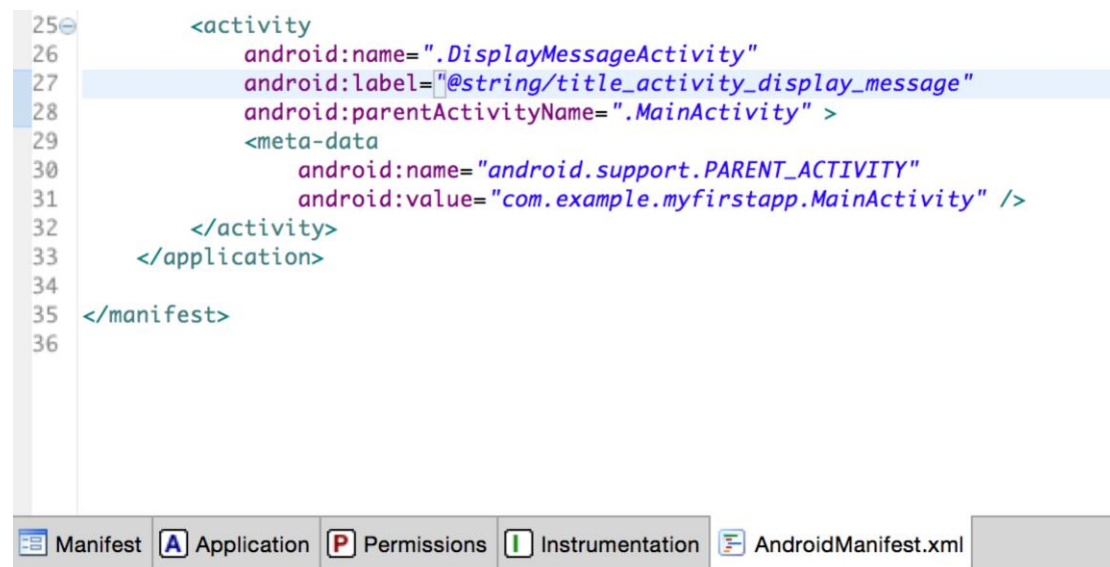 25 <activity
26 android:name=".DisplayMessageActivity"
27 android:label="@string/title_activity_display_message"
28 android:parentActivityName=".MainActivity" >
29 <meta-data
30 android:name="android.support.PARENT_ACTIVITY"
31 android:value="com.example.myfirstapp.MainActivity" />
32 </activity>
33 </application>
34
35 </manifest>
36
Manifest A Application P Permissions I Instrumentation AndroidManifest.xml